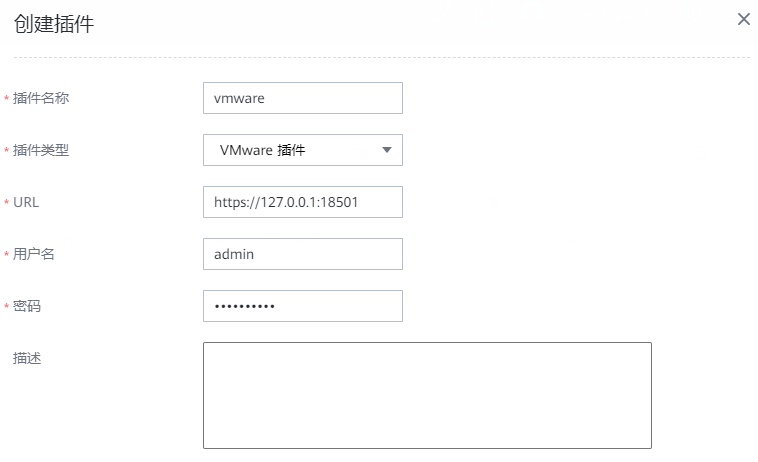 创建插件
* 插件名称 vmware
* 插件类型 VMware 插件
* URL https://127.0.0.1:18501
* 用户名 admin
* 密码 ••••••••••
描述